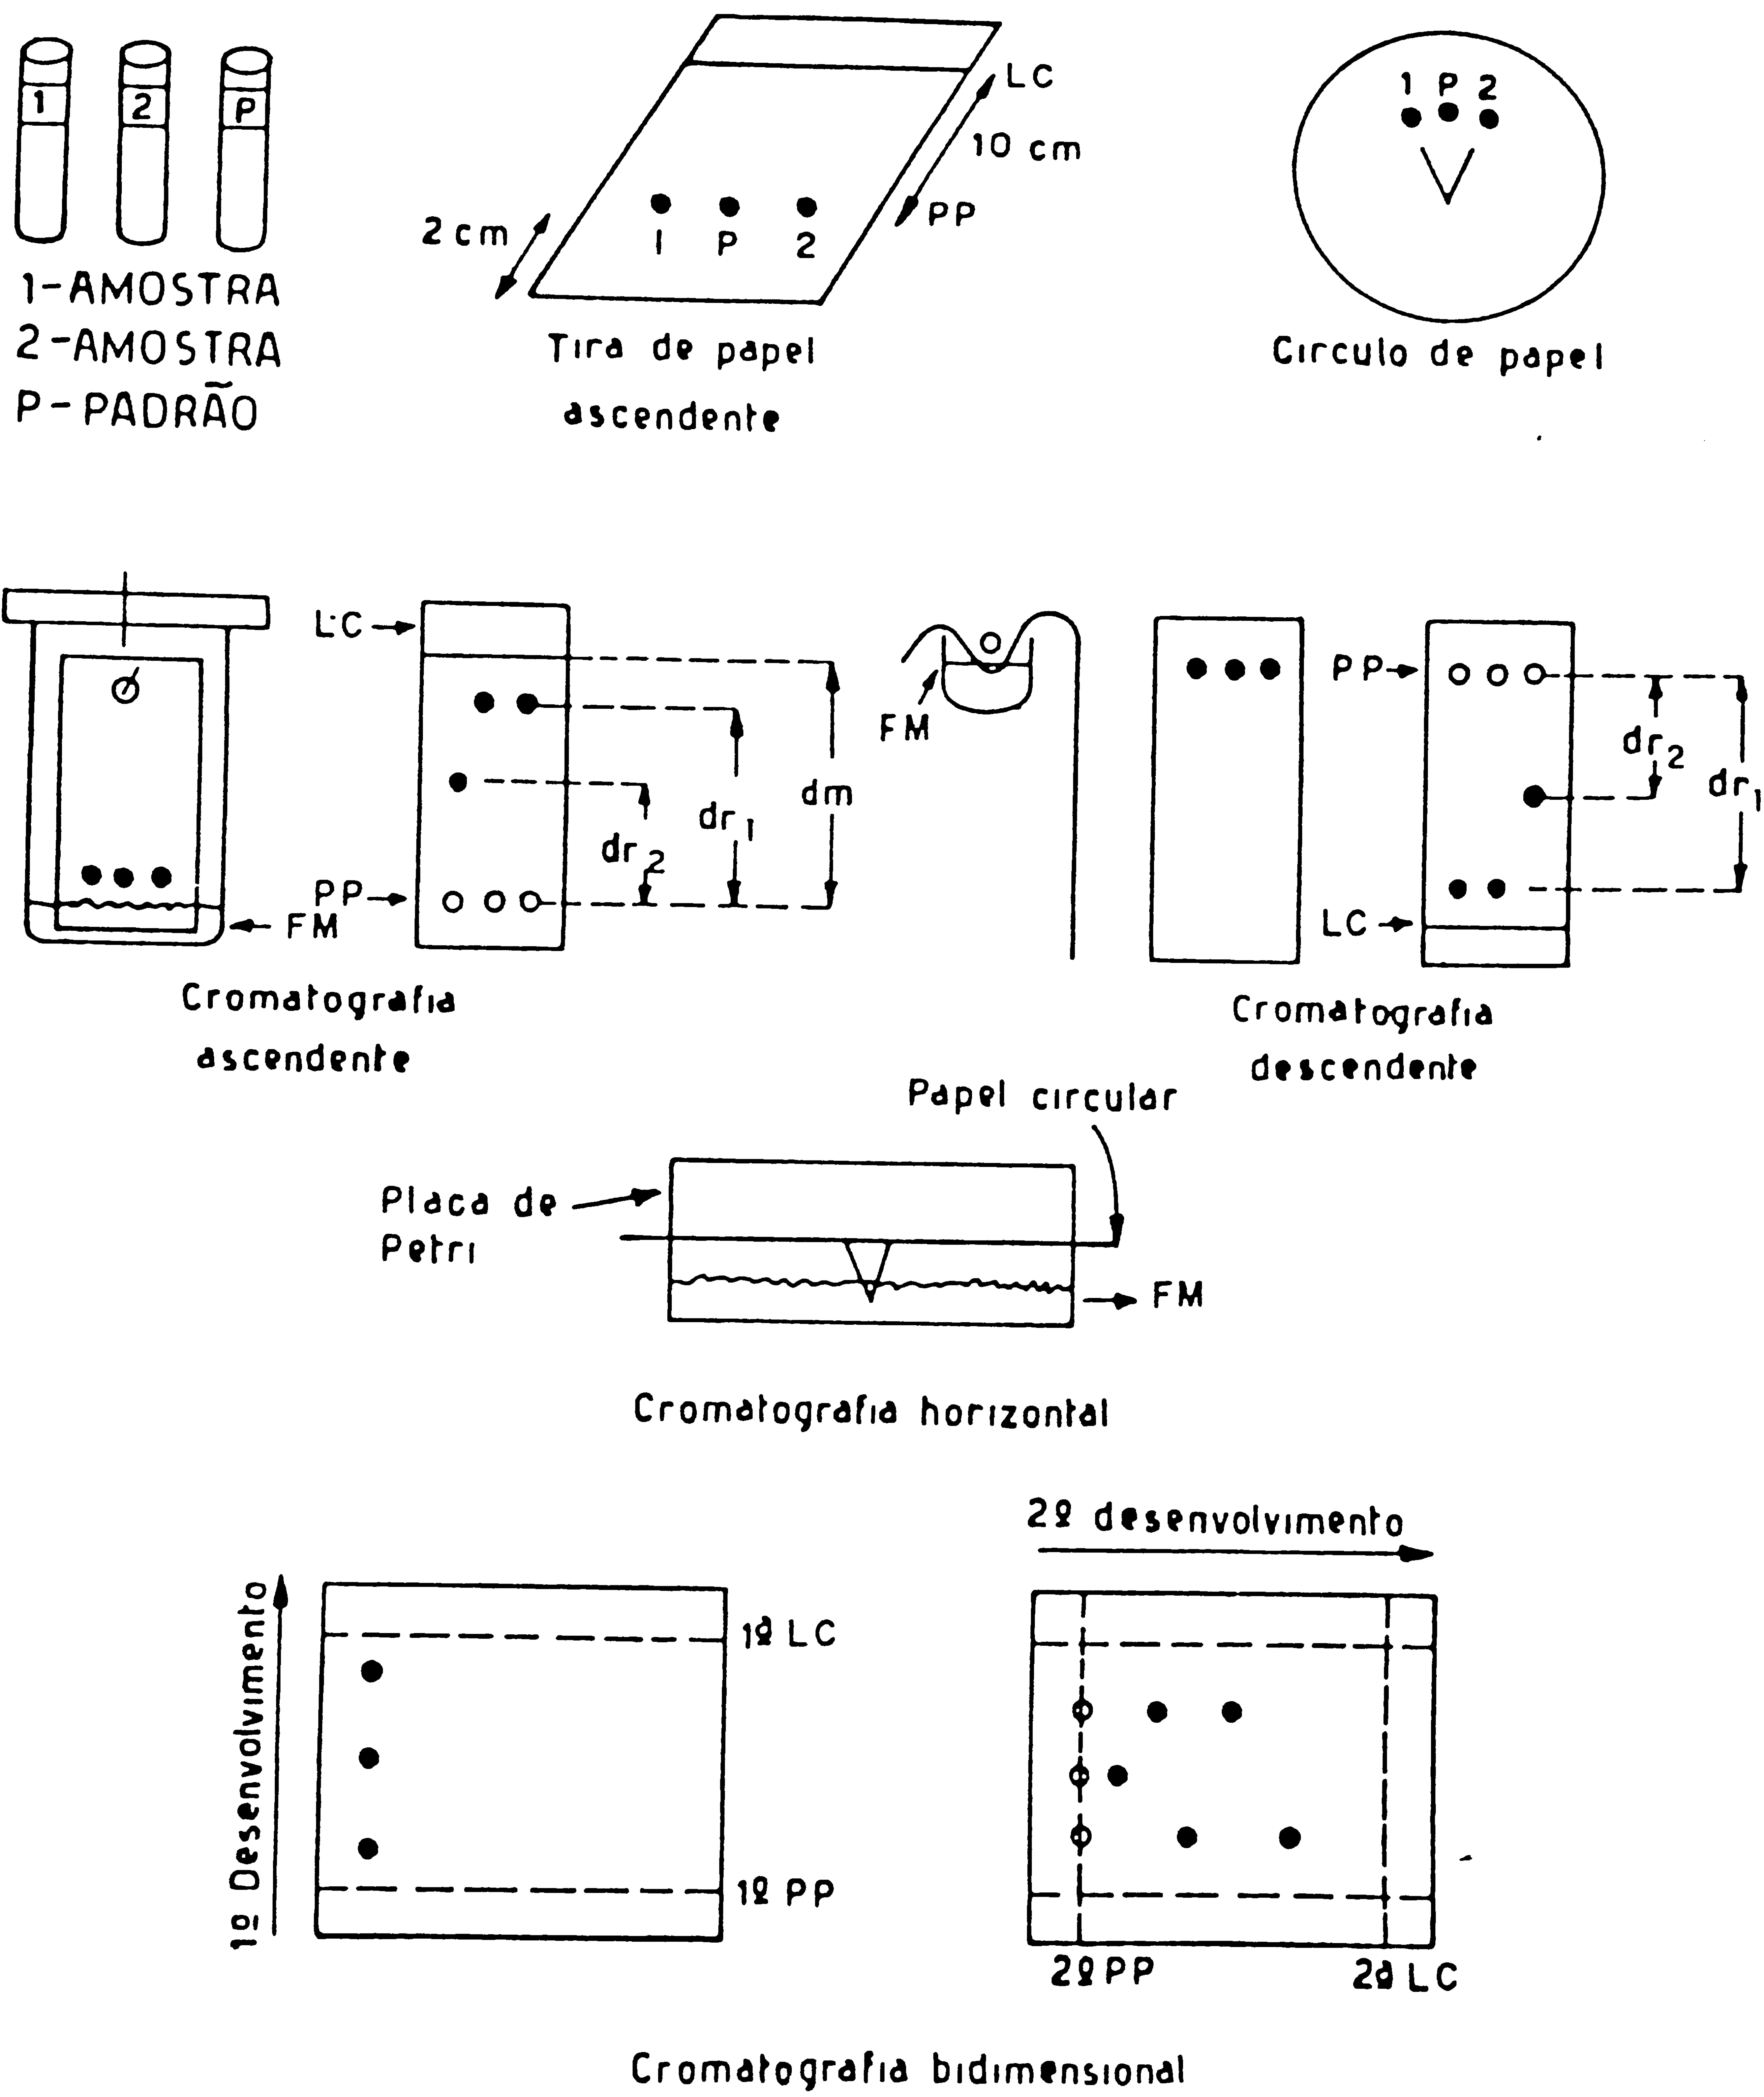 1
2
P
1-AMOSTRA
2-AMOSTRA
P-PADRÃO
LC
10 cm
PP
2 cm
1 P 2
Tira de papel
ascendente
1 P 2
Circulo de papel
LC
dm
dr1
dr2
PP
FM
Cromatografia
ascendente
FM
PP
dr2
dr1
LC
Cromatografia
descendente
Papel circular
Placa de
Petri
FM
Cromatografia horizontal
1º Desenvolvimento
1ª LC
1º PP
2º desenvolvimento
2º PP
2ª LC
Cromatografia bidimensional